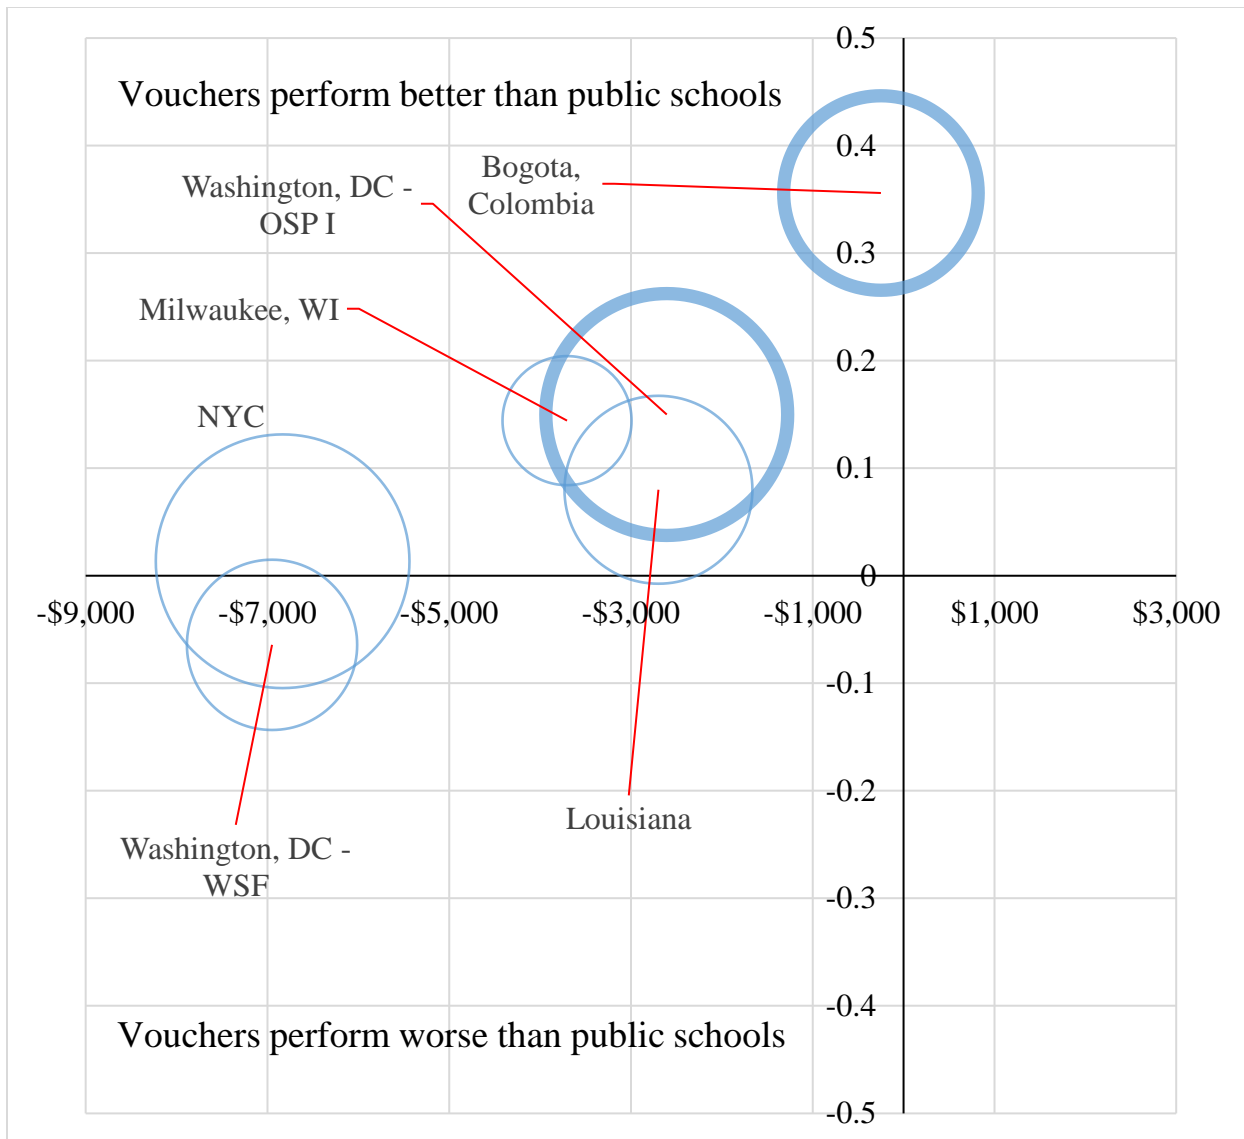 0.5
Vouchers perform better than public schools
0.4
Bogota,
Colombia
Washington, DC -
OSP I
0.3
Milwaukee, WI
0.2
NYC
0.1
0
-$9,000
-$7,000
-$5,000
-$3,000
-$1,000
$1,000
$3,000
-0.1
-0.2
Louisiana
Washington, DC -
WSF
-0.3
-0.4
Vouchers perform worse than public schools
-0.5